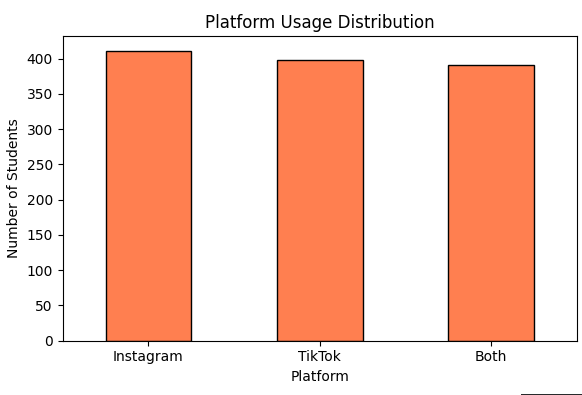 Platform Usage Distribution
Number of Students
400
350
300
250
200
150
100
50
0
Instagram TikTok Both
Platform